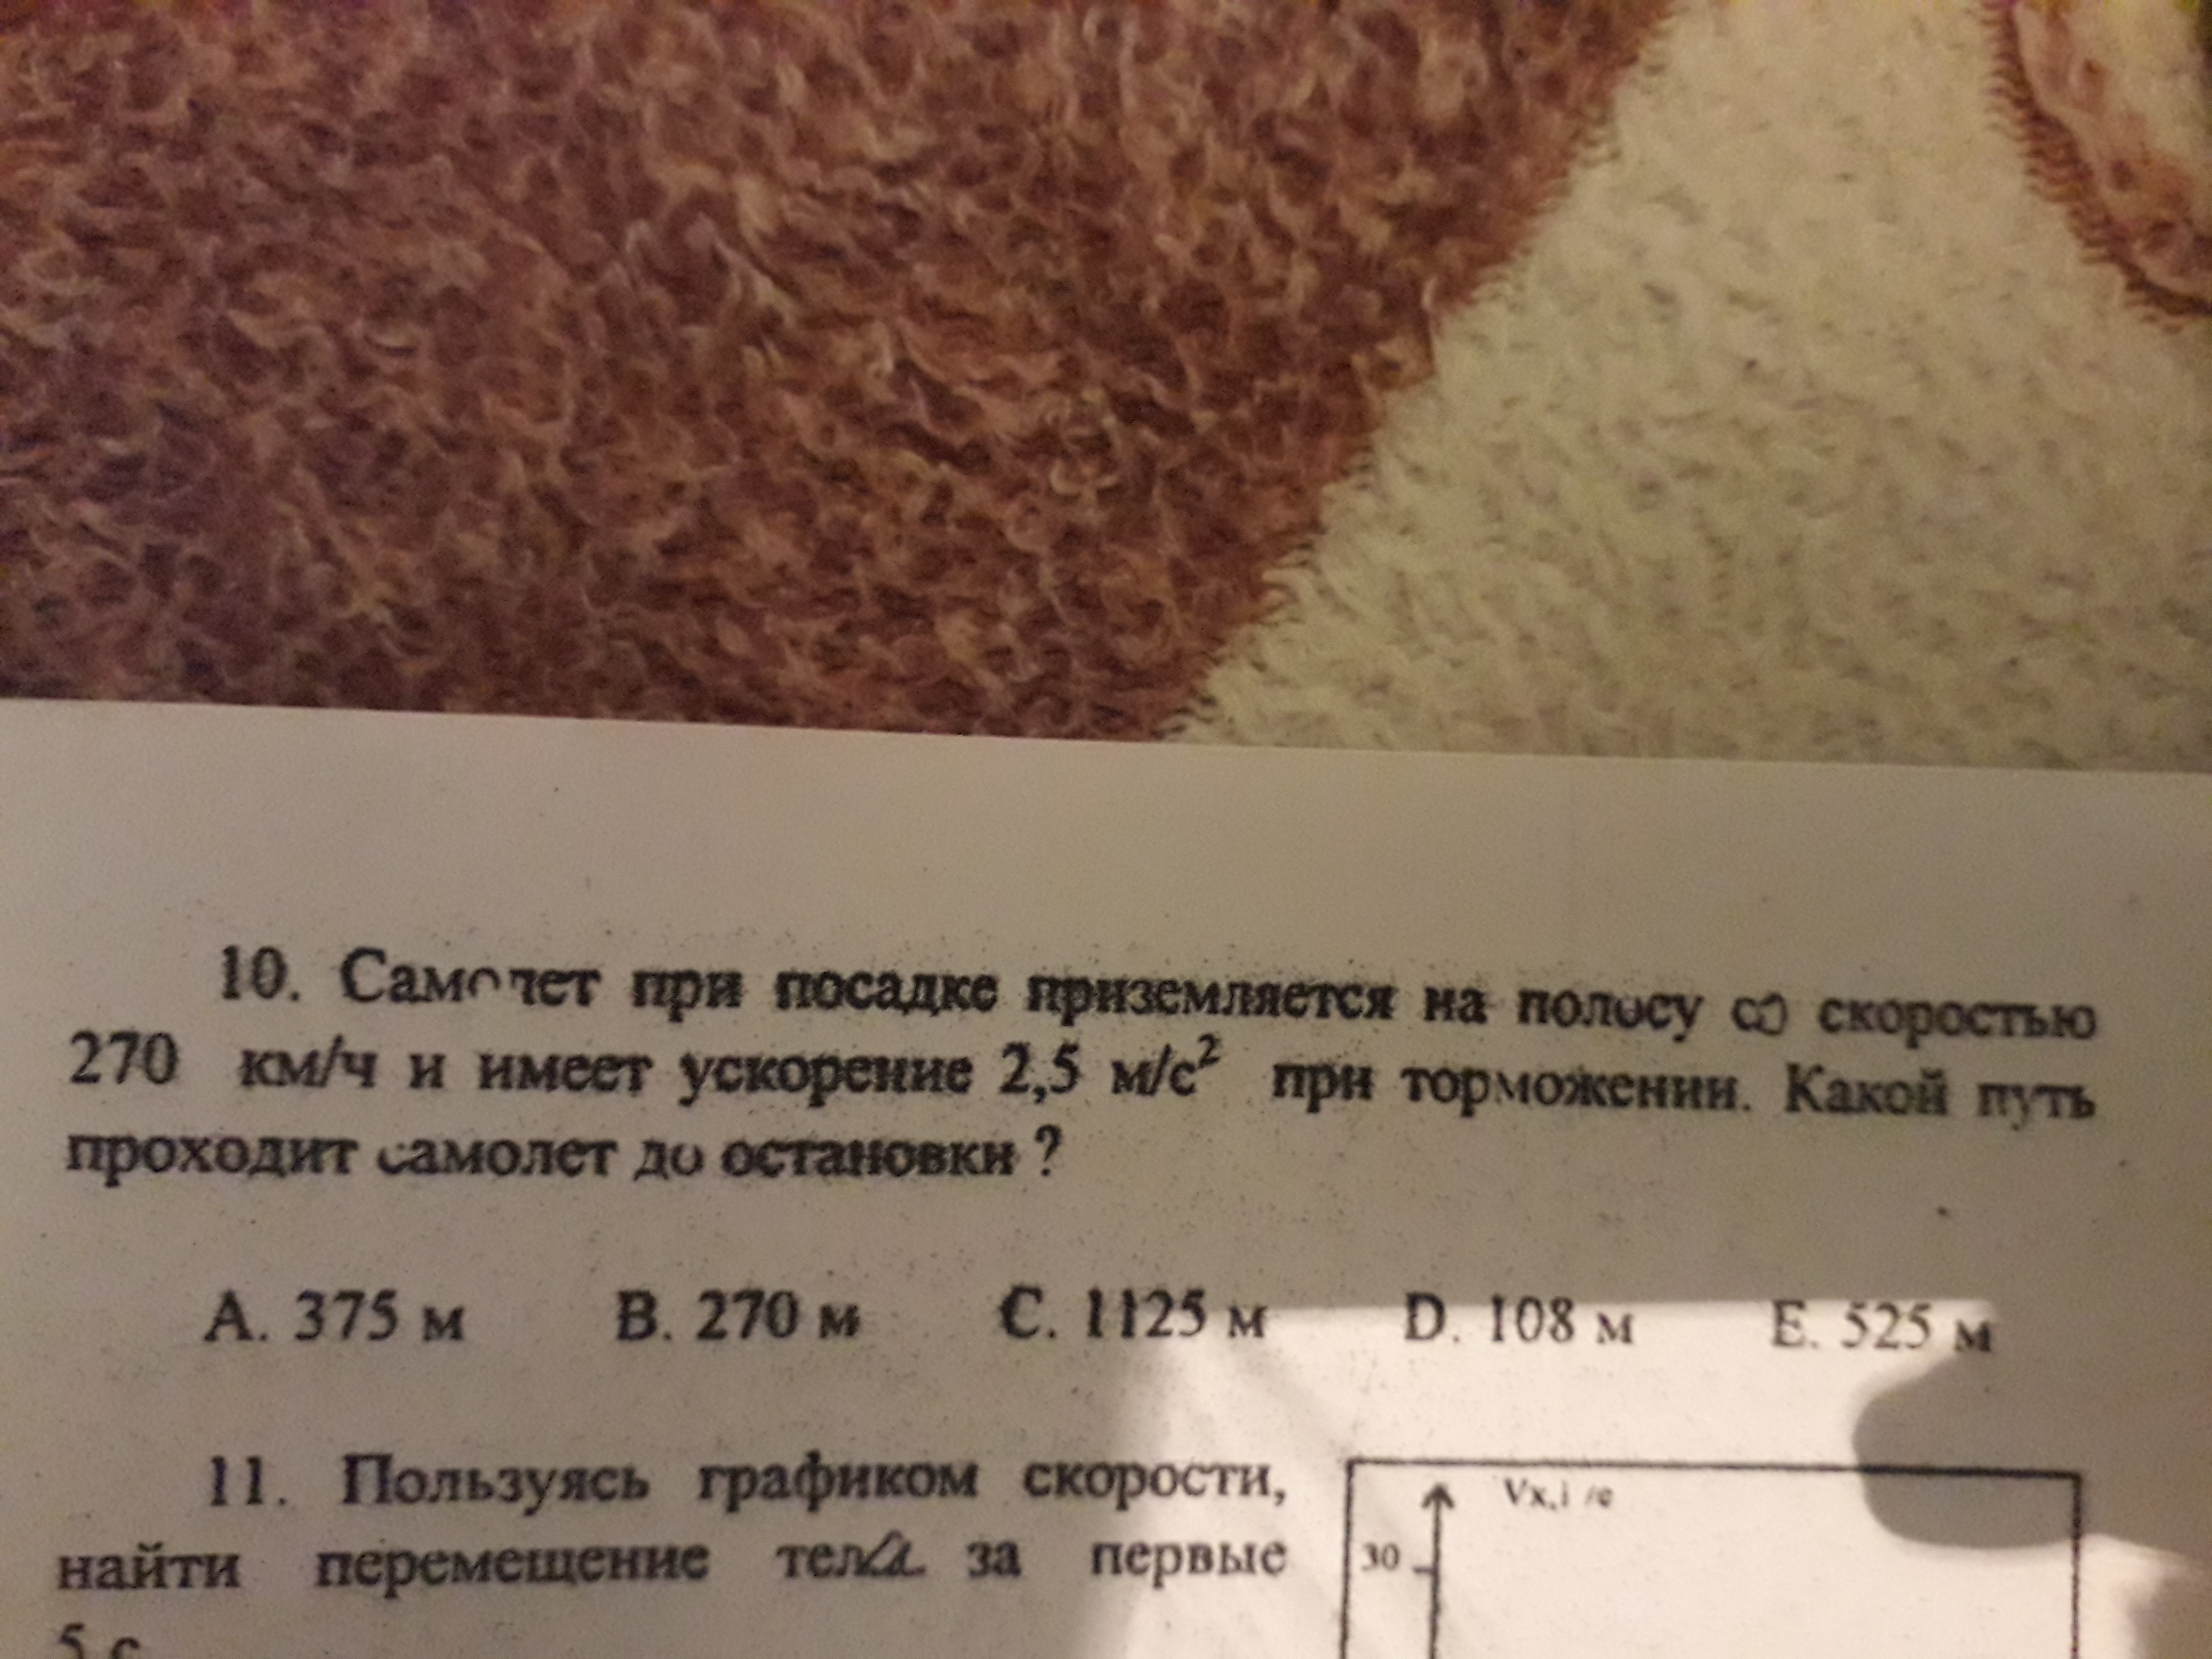 10. Самолет при посадке приземляется на полосу со скоростью
270 км/ч и имеет ускорение 2,5 м/с² при торможении. Какой путь
проходит самолет до остановки ?
A. 375 м B. 270 м C. 1125 м D. 108 м E. 525 м
11. Пользуясь графиком скорости,
найти перемещение тела за первые
5 с
30